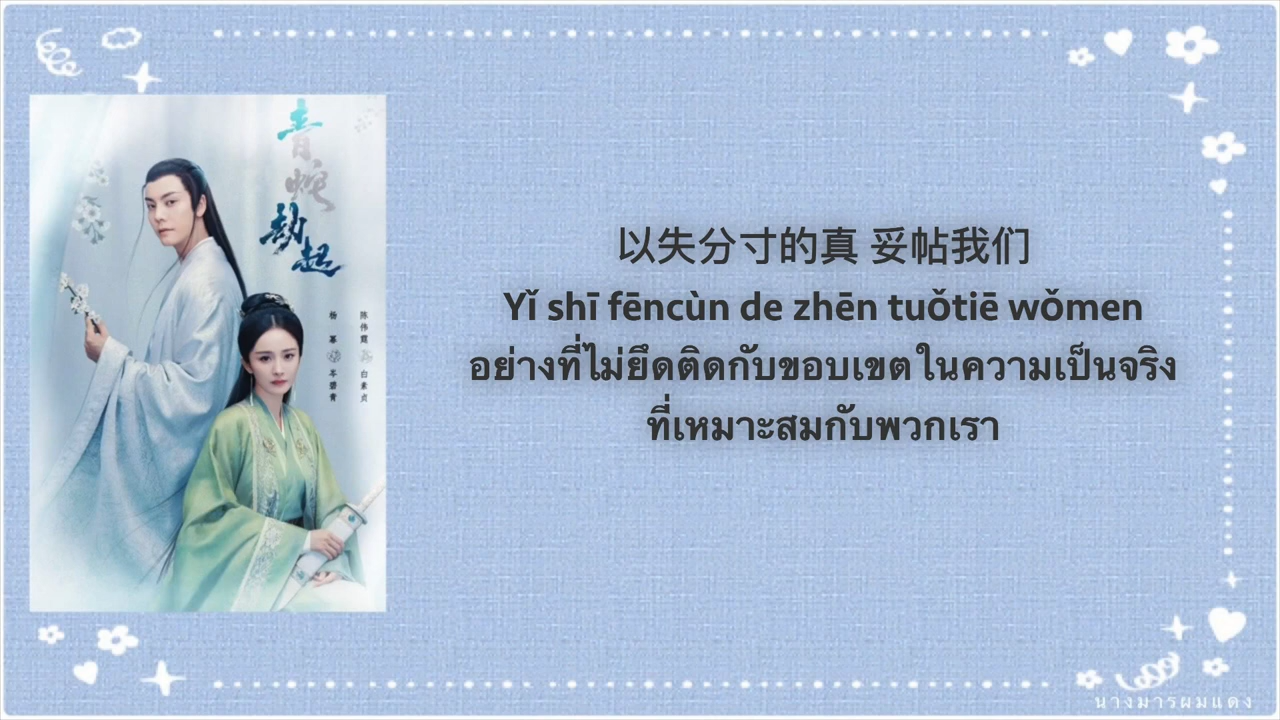 青蛇
劫起
杨幂 饰 岑碧青
陈伟霆 饰 白素贞
以失分寸的真 妥帖我们
Yǐ shī fēncùn de zhēn tuǒtiē wǒmen
อย่างที่ไม่ยึดติดกับขอบเขตในความเป็นจริง
ที่เหมาะสมกับพวกเรา
นางมารผมแดง